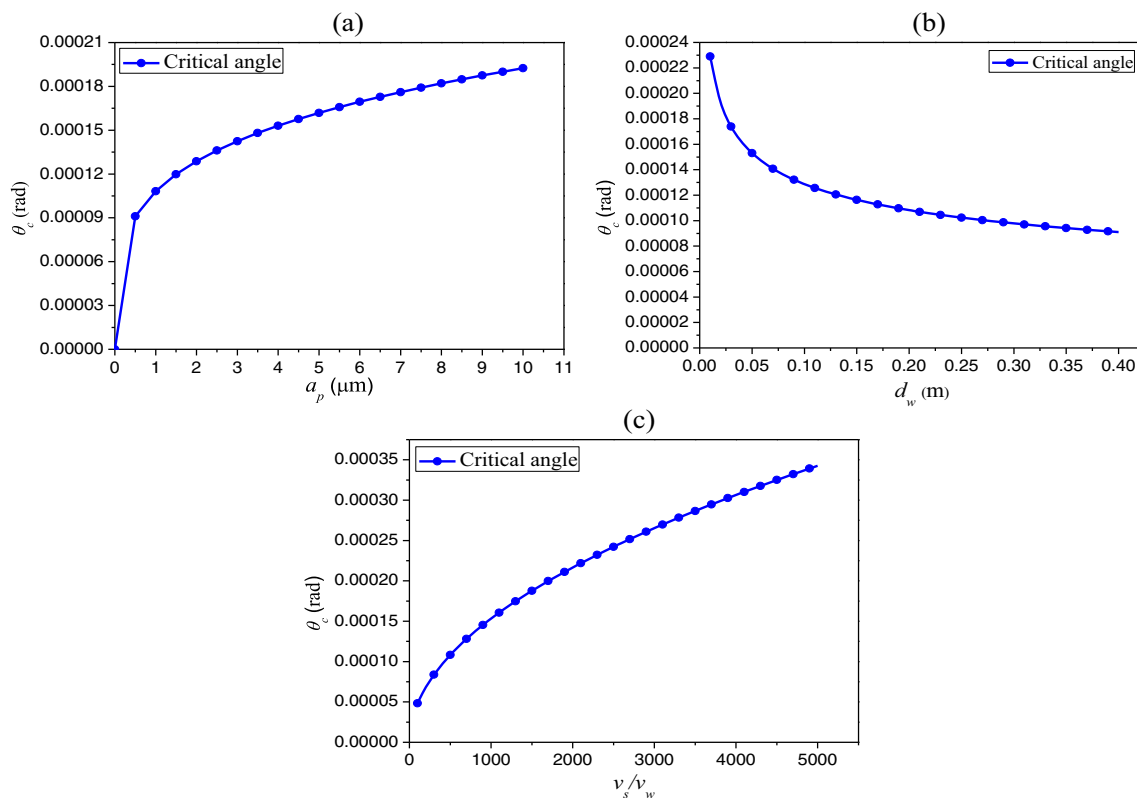 (a)
Critical angle
0.00021
0.00018
0.00015
0.00012
0.00009
0.00006
0.00003
0.00000
θc (rad)
0 1 2 3 4 5 6 7 8 9 10 11
ap (μm)
(b)
Critical angle
0.00024
0.00022
0.00020
0.00018
0.00016
0.00014
0.00012
0.00010
0.00008
0.00006
0.00004
0.00002
0.00000
θc (rad)
0.00 0.05 0.10 0.15 0.20 0.25 0.30 0.35 0.40
dw (m)
(c)
Critical angle
0.00035
0.00030
0.00025
0.00020
0.00015
0.00010
0.00005
0.00000
θc (rad)
0 1000 2000 3000 4000 5000
vs/vw